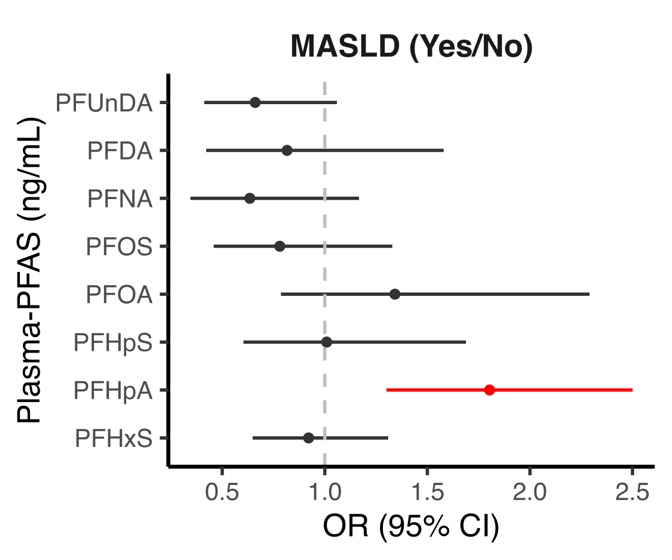 MASLD (Yes/No)
Plasma-PFAS (ng/mL)
PFUnDA
PFDA
PFNA
PFOS
PFOA
PFHpS
PFHpA
PFHxS
0.5 1.0 1.5 2.0 2.5
OR (95% CI)